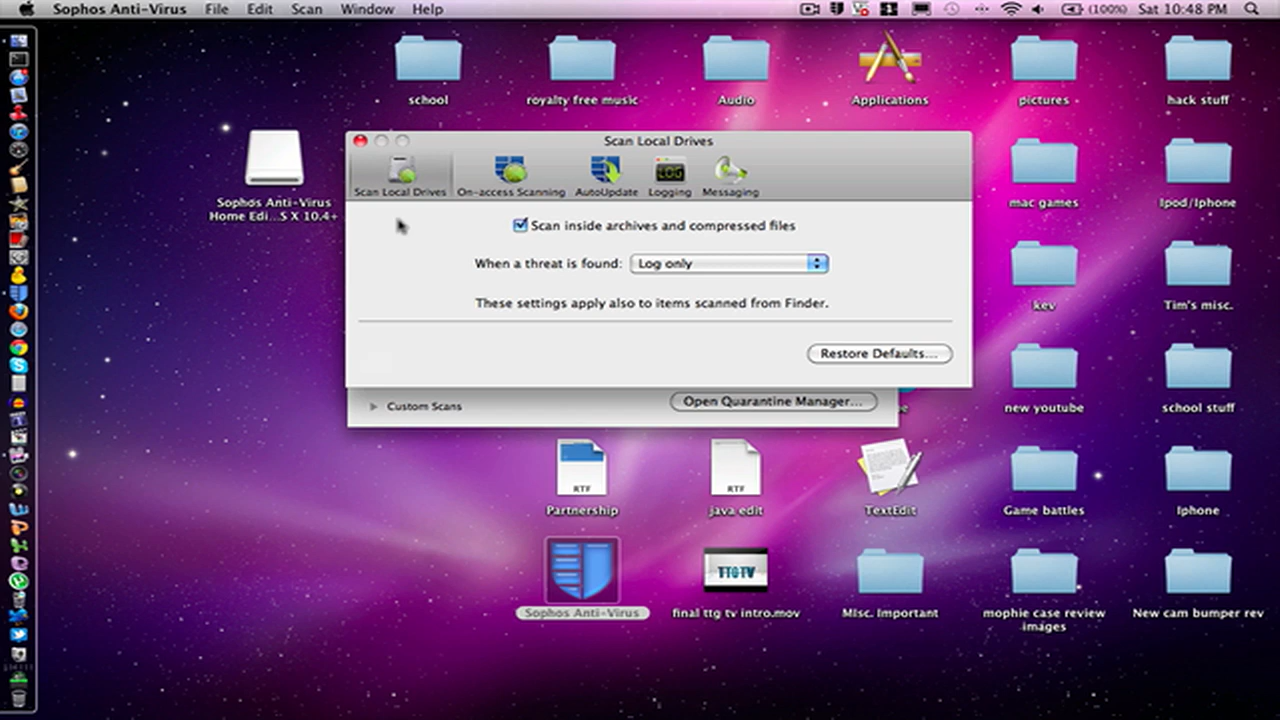 Sophos Anti-Virus File Edit Scan Window Help (100%) Sat 10:48 PM
school
royalty free music
Audio
Applications
pictures
hack stuff
Sophos Anti-Virus
Home Edi...S X 10.4+
Scan Local Drives
Scan Local Drives On-access Scanning AutoUpdate LOG Logging Messaging
Scan inside archives and compressed files
When a threat is found: Log only
These settings apply also to items scanned from Finder.
Restore Defaults...
Custom Scans
Open Quarantine Manager...
mac games
Ipod/Iphone
kev
Tim's misc.
new youtube
school stuff
RTF
Partnership
RTF
java edit
TextEdit
Game battles
Iphone
Sophos Anti-Virus
TTGTV
final ttg tv intro.mov
MIsc. Important
mophie case review
images
New cam bumper rev